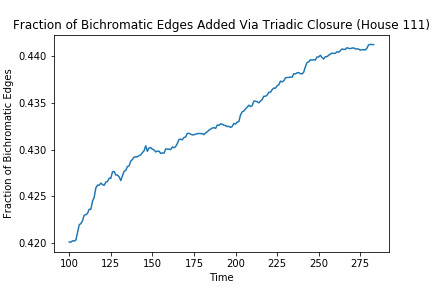 Fraction of Bichromatic Edges Added Via Triadic Closure (House 111)
Fraction of Bichromatic Edges
0.440
0.435
0.430
0.425
0.420
100 125 150 175 200 225 250 275
Time